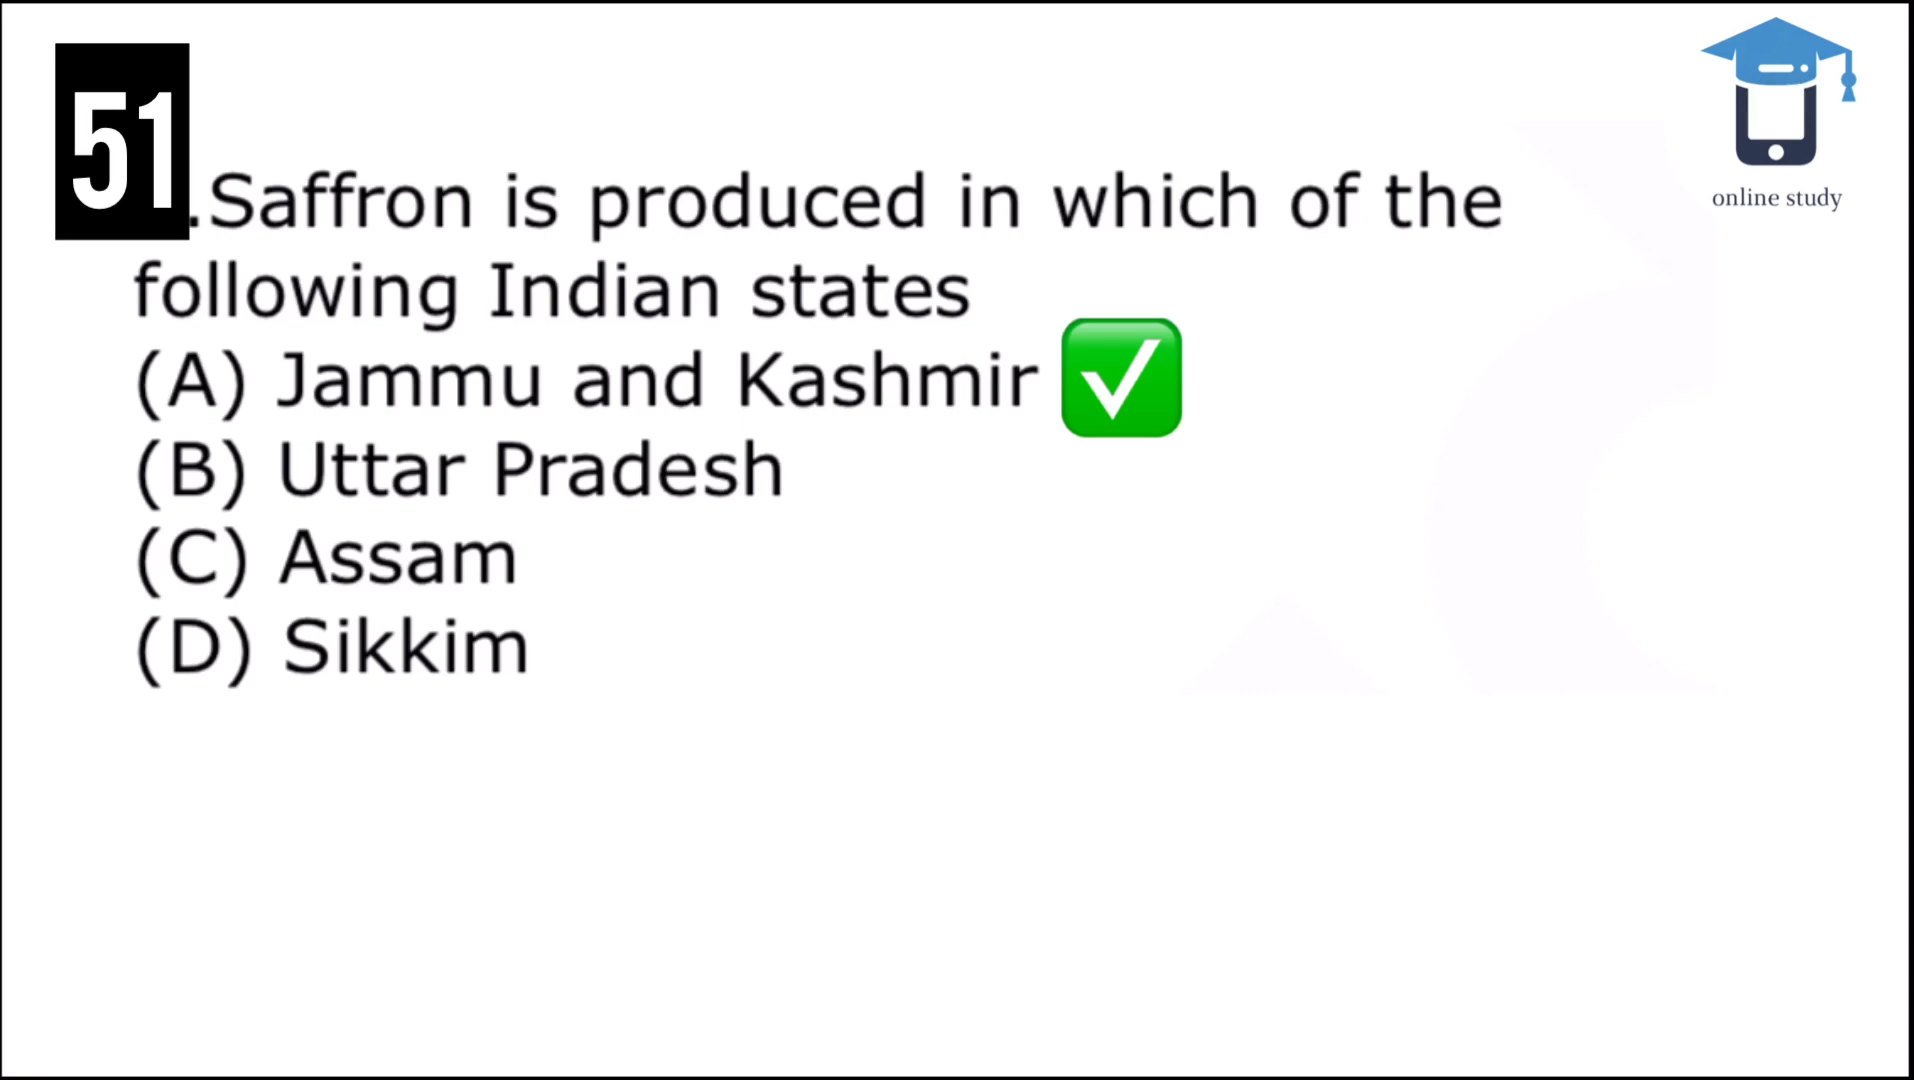 51
.Saffron is produced in which of the
following Indian states
(A) Jammu and Kashmir ✅
(B) Uttar Pradesh
(C) Assam
(D) Sikkim
online study